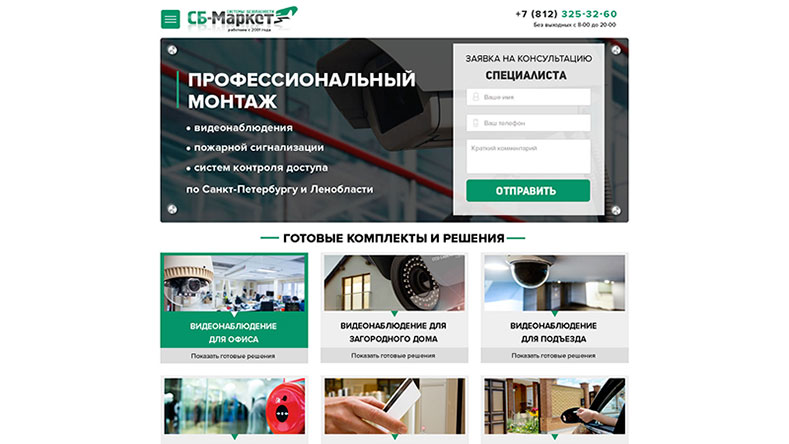 системы безопасности
СБ-Маркет
работаем с 2001 года
+7 (812) 325-32-60
Без выходных с 8-00 до 20-00
ПРОФЕССИОНАЛЬНЫЙ
МОНТАЖ
• видеонаблюдения
• пожарной сигнализации
• систем контроля доступа
по Санкт-Петербургу и Ленобласти
ЗАЯВКА НА КОНСУЛЬТАЦИЮ
СПЕЦИАЛИСТА
Ваше имя
Ваш телефон
Краткий комментарий
ОТПРАВИТЬ
ГОТОВЫЕ КОМПЛЕКТЫ И РЕШЕНИЯ
ВИДЕОНАБЛЮДЕНИЕ
ДЛЯ ОФИСА
Показать готовые решения
ВИДЕОНАБЛЮДЕНИЕ ДЛЯ
ЗАГОРОДНОГО ДОМА
Показать готовые решения
ВИДЕОНАБЛЮДЕНИЕ
ДЛЯ ПОДЪЕЗДА
Показать готовые решения